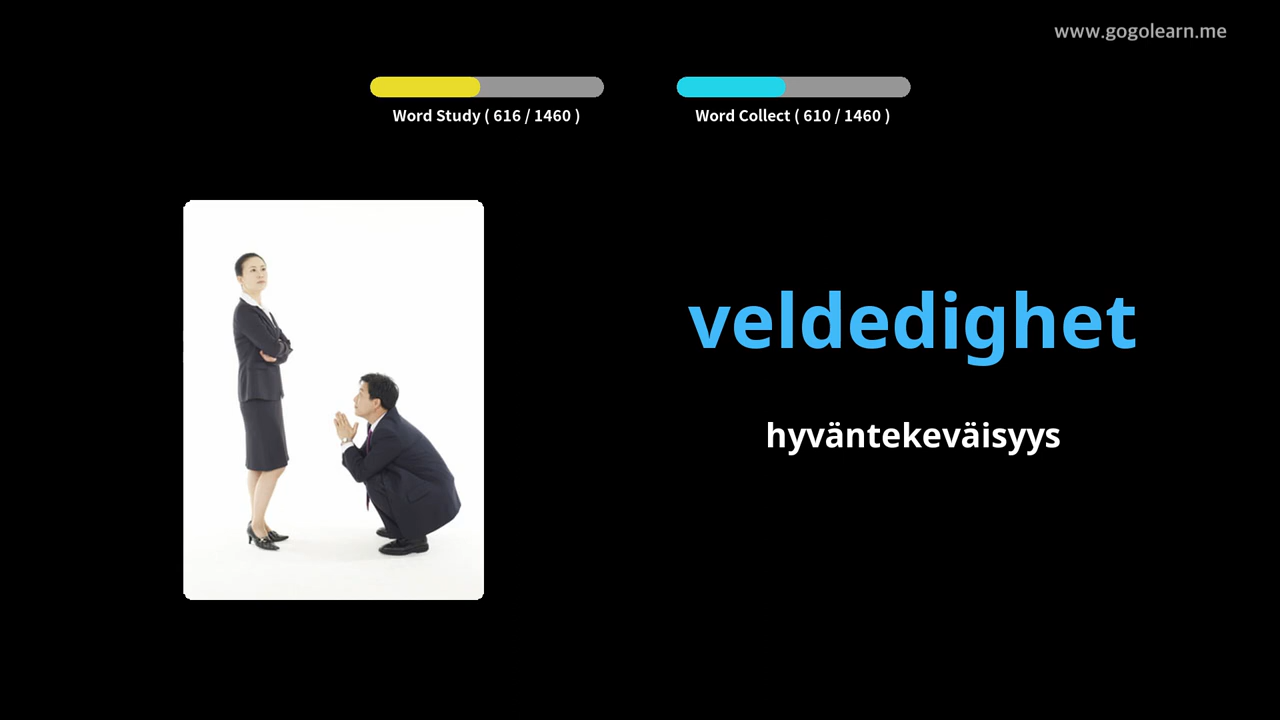 www.gogolearn.me
Word Study ( 616 / 1460 )
Word Collect ( 610 / 1460 )
veldedighet
hyväntekeväisyys